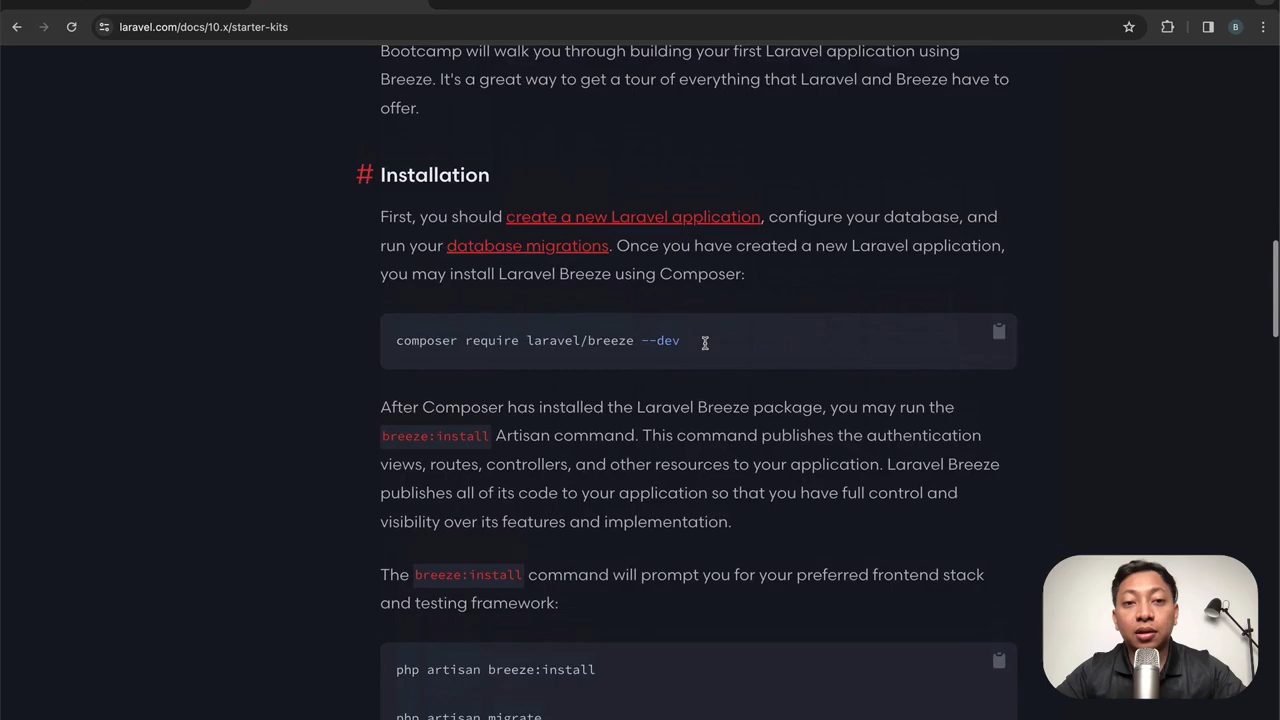 laravel.com/docs/10.x/starter-kits
B
Bootcamp will walk you through building your first Laravel application using
Breeze. It's a great way to get a tour of everything that Laravel and Breeze have to
offer.
# Installation
First, you should create a new Laravel application, configure your database, and
run your database migrations. Once you have created a new Laravel application,
you may install Laravel Breeze using Composer:
composer require laravel/breeze --dev
After Composer has installed the Laravel Breeze package, you may run the
breeze:install Artisan command. This command publishes the authentication
views, routes, controllers, and other resources to your application. Laravel Breeze
publishes all of its code to your application so that you have full control and
visibility over its features and implementation.
The breeze:install command will prompt you for your preferred frontend stack
and testing framework:
php artisan breeze:install
php artisan migrate